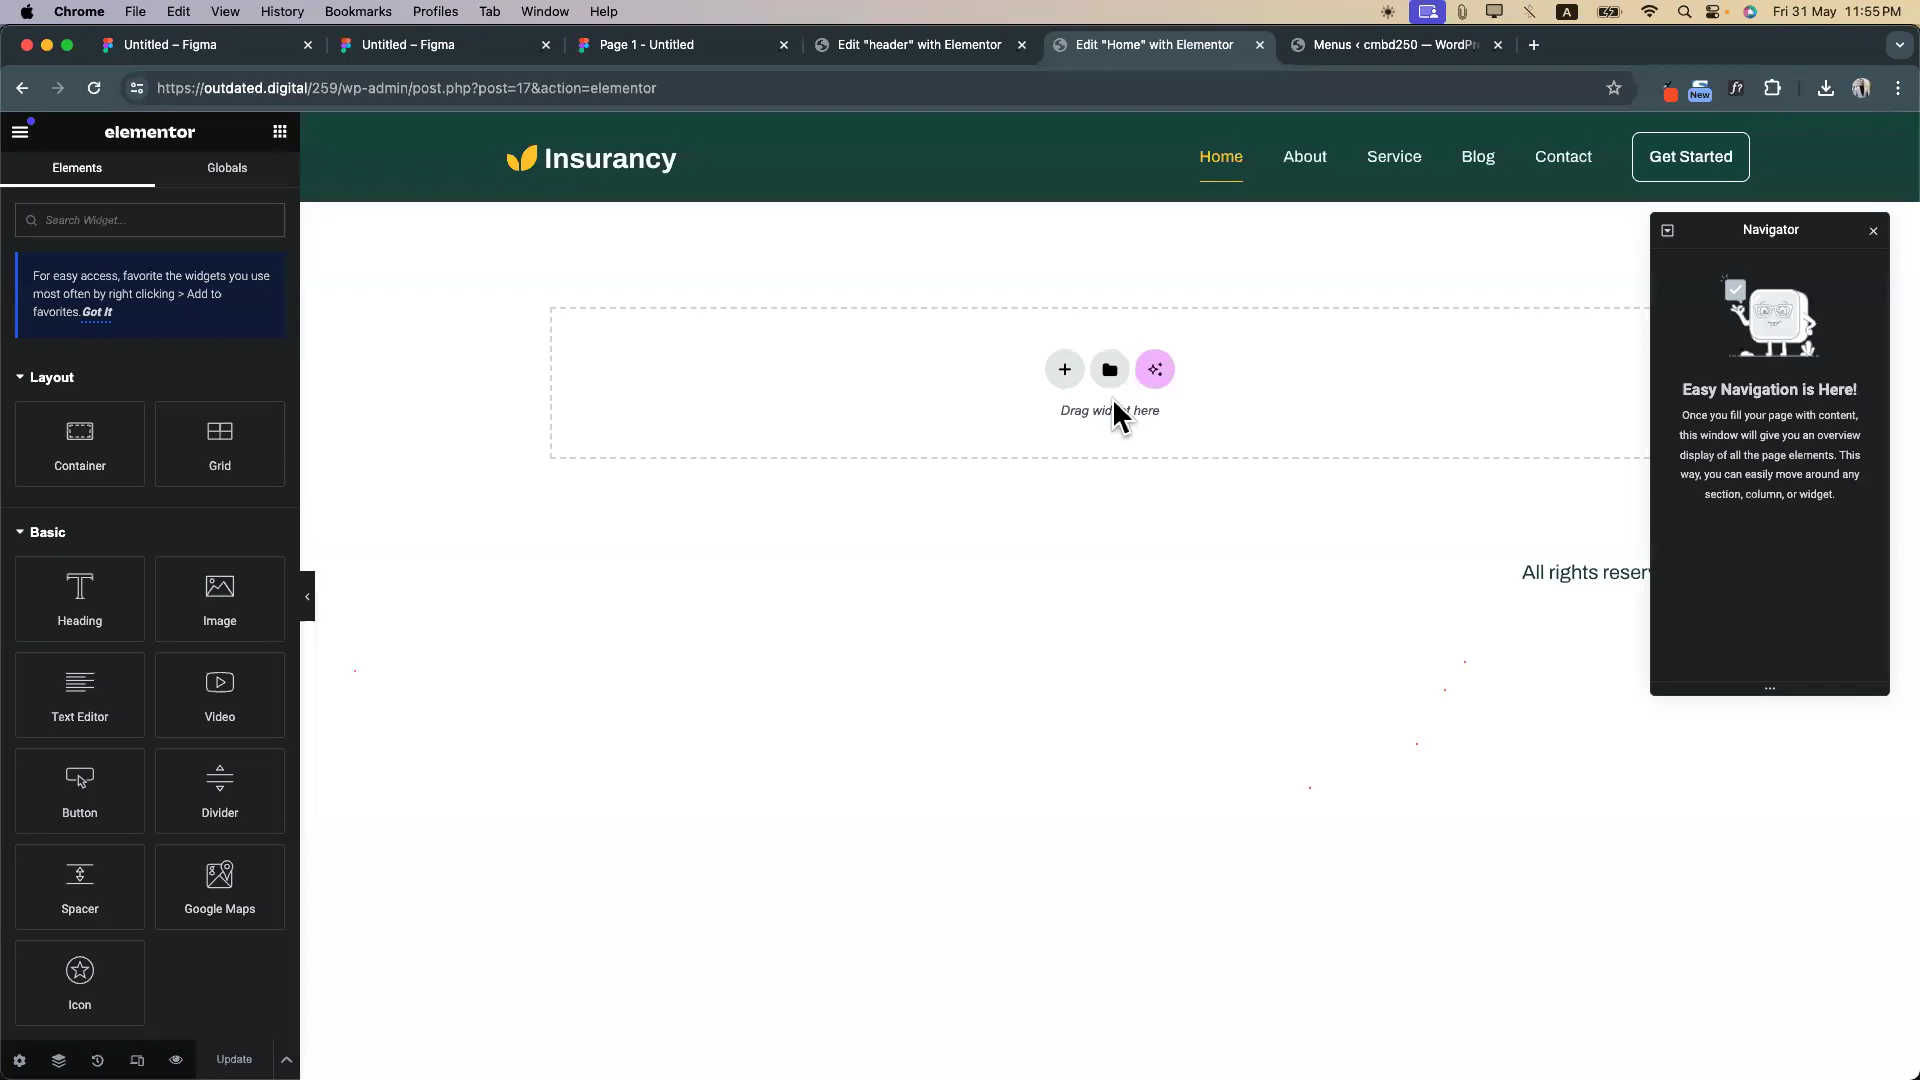 Chrome File Edit View History Bookmarks Profiles Tab Window Help A Fri 31 May 11:55 PM
Untitled – Figma Untitled – Figma Page 1 - Untitled Edit "header" with Elementor Edit "Home" with Elementor Menus ‹ cmbd250 — WordPr
https://outdated.digital/259/wp-admin/post.php?post=17&action=elementor f? New
elementor
Elements Globals
Search Widget...
For easy access, favorite the widgets you use
most often by right clicking > Add to
favorites. Got It
Layout
Container Grid
Basic
Heading Image
Text Editor Video
Button Divider
Spacer Google Maps
Icon
Update
Insurancy Home About Service Blog Contact Get Started
Drag widget here
All rights reser
Navigator
Easy Navigation is Here!
Once you fill your page with content,
this window will give you an overview
display of all the page elements. This
way, you can easily move around any
section, column, or widget.